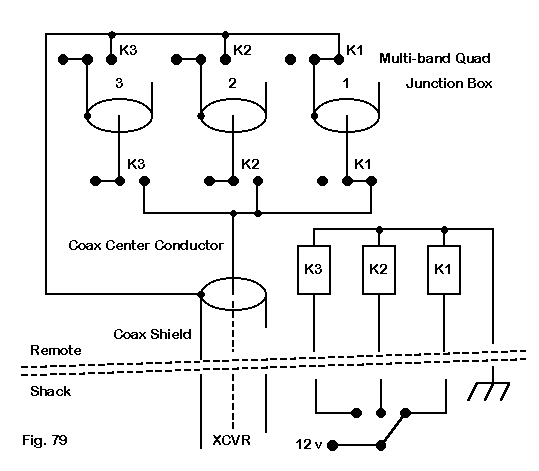 K3
K2
K1
Multi-band Quad
Junction Box
3
2
1
K3
K2
K1
Coax Center Conductor
K3
K2
K1
Coax Shield
Remote
Shack
Fig. 79
XCVR
12 v